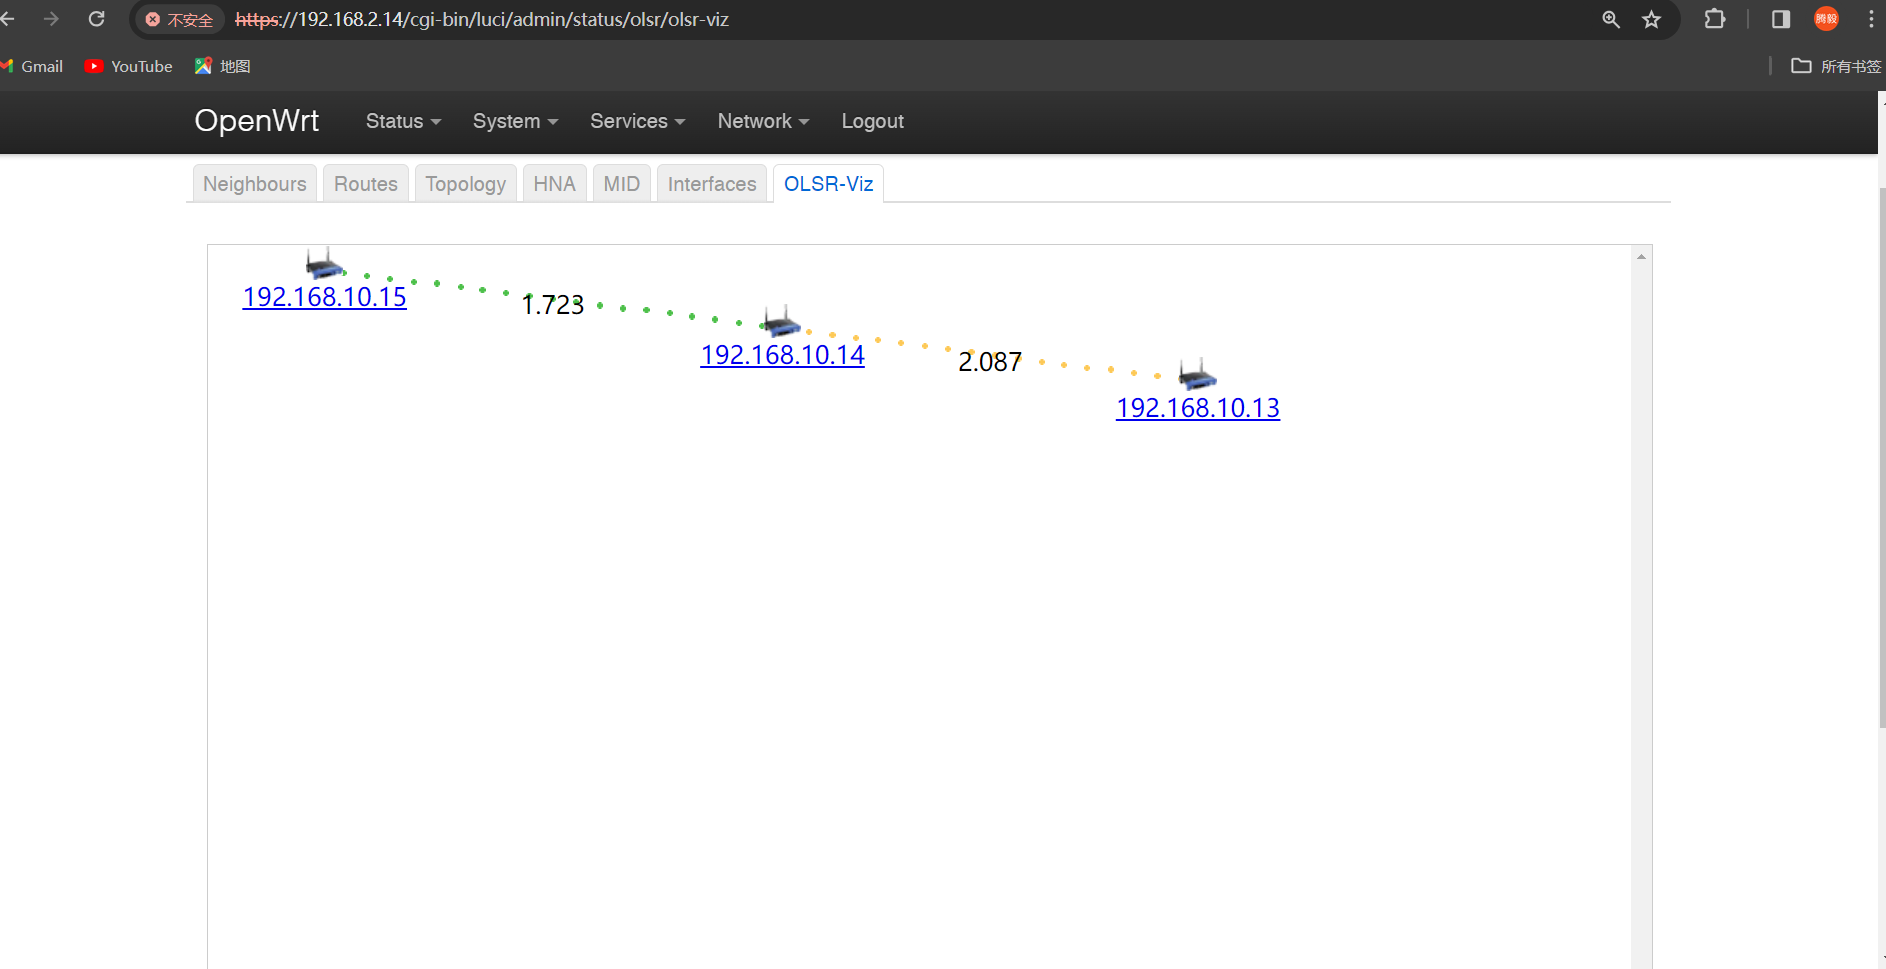 不安全 https://192.168.2.14/cgi-bin/luci/admin/status/olsr/olsr-viz 腾毅
Gmail YouTube 地图 所有书签
OpenWrt Status System Services Network Logout
Neighbours Routes Topology HNA MID Interfaces OLSR-Viz
192.168.10.15
1.723
192.168.10.14
2.087
192.168.10.13